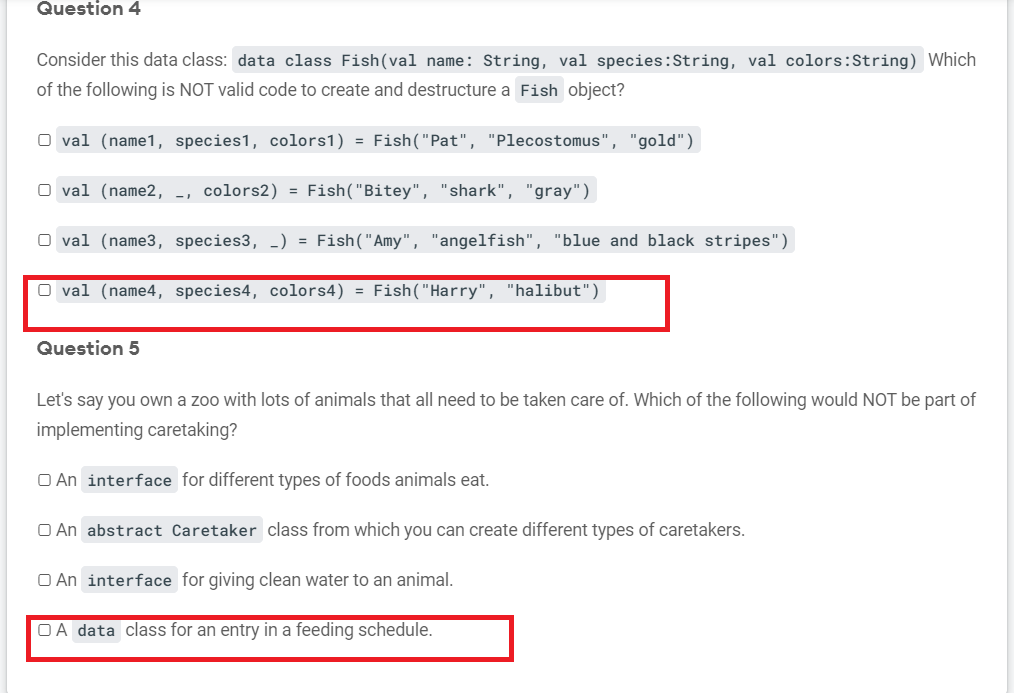 Question 4
Consider this data class: data class Fish(val name: String, val species:String, val colors:String) Which
of the following is NOT valid code to create and destructure a Fish object?
val (name1, species1, colors1) = Fish("Pat", "Plecostomus", "gold")
val (name2, _, colors2) = Fish("Bitey", "shark", "gray")
val (name3, species3, _) = Fish("Amy", "angelfish", "blue and black stripes")
val (name4, species4, colors4) = Fish("Harry", "halibut")
Question 5
Let's say you own a zoo with lots of animals that all need to be taken care of. Which of the following would NOT be part of
implementing caretaking?
An interface for different types of foods animals eat.
An abstract Caretaker class from which you can create different types of caretakers.
An interface for giving clean water to an animal.
A data class for an entry in a feeding schedule.